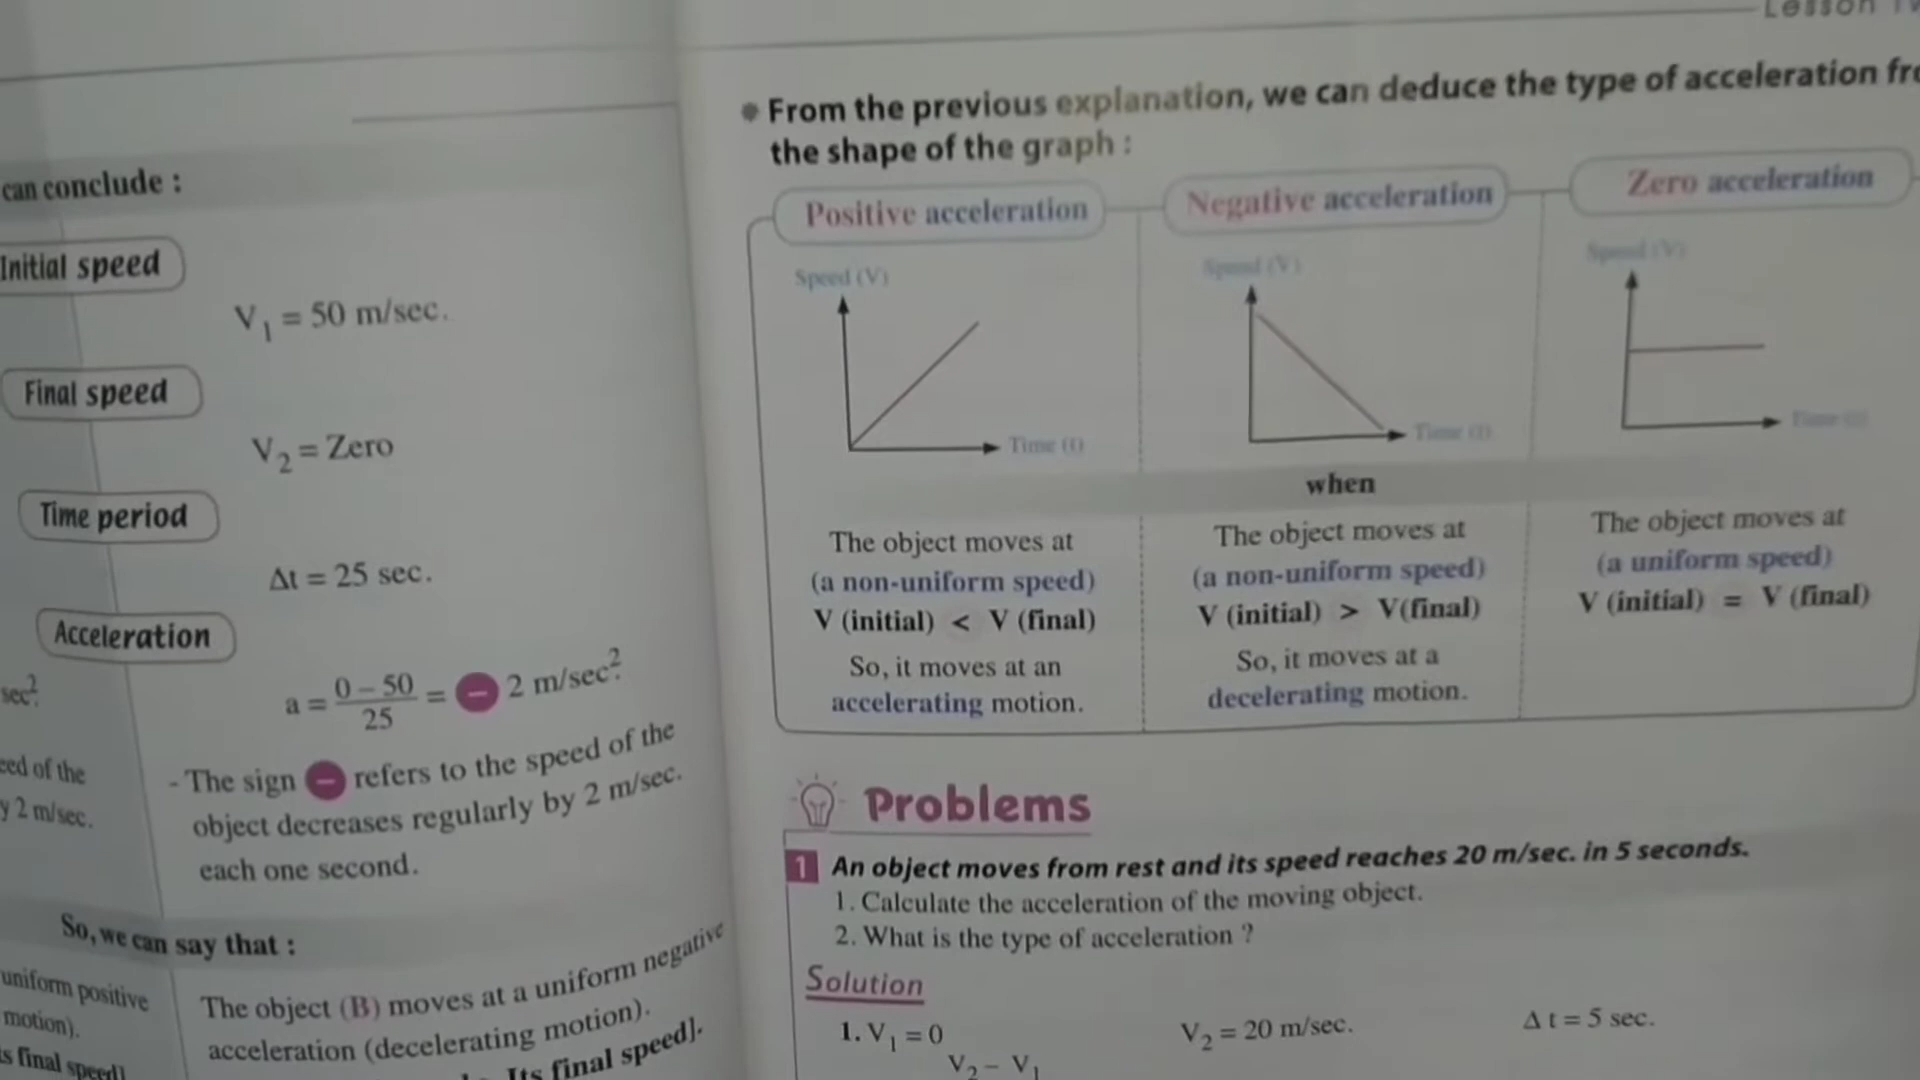 can conclude :
Initial speed
V₁ = 50 m/sec.
Final speed
V₂ = Zero
Time period
Δt = 25 sec.
Acceleration
sec².
a = 0 – 50 / 25 = – 2 m/sec².
of the
y 2 m/sec.
- The sign – refers to the speed of the
object decreases regularly by 2 m/sec.
each one second.
So, we can say that :
uniform positive
motion).
final speed]
The object (B) moves at a uniform negative
acceleration (decelerating motion).
Its final speed].
Lesson
• From the previous explanation, we can deduce the type of acceleration
the shape of the graph :
Positive acceleration
Negative acceleration
Zero acceleration
Speed (V)
Speed (V)
Speed (V)
Time (t)
Time (t)
Time (t)
when
The object moves at
(a non-uniform speed)
V (initial) < V (final)
So, it moves at an
accelerating motion.
The object moves at
(a non-uniform speed)
V (initial) > V(final)
So, it moves at a
decelerating motion.
The object moves at
(a uniform speed)
V (initial) = V (final)
Problems
1 An object moves from rest and its speed reaches 20 m/sec. in 5 seconds.
1. Calculate the acceleration of the moving object.
2. What is the type of acceleration ?
Solution
1. V₁ = 0
V₂ = 20 m/sec.
Δ t = 5 sec.
V₂ – V₁